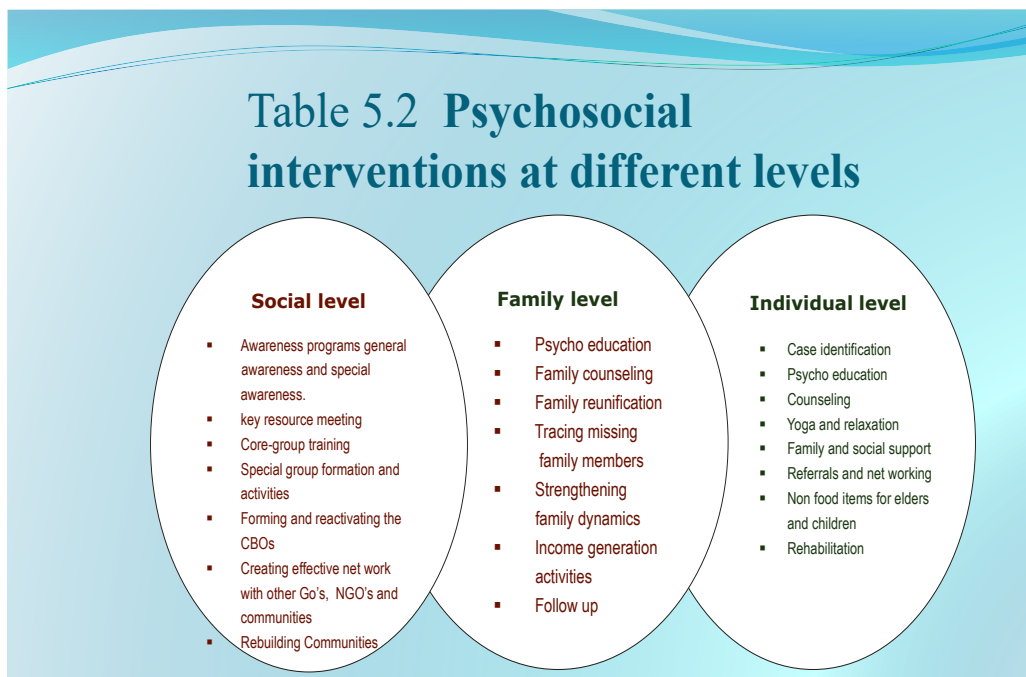 Table 5.2 Psychosocial
interventions at different levels
Social level
▪ Awareness programs general
awareness and special
awareness.
▪ key resource meeting
▪ Core-group training
▪ Special group formation and
activities
▪ Forming and reactivating the
CBOs
▪ Creating effective net work
with other Go's, NGO's and
communities
▪ Rebuilding Communities
Family level
▪ Psycho education
▪ Family counseling
▪ Family reunification
▪ Tracing missing
family members
▪ Strengthening
family dynamics
▪ Income generation
activities
▪ Follow up
Individual level
▪ Case identification
▪ Psycho education
▪ Counseling
▪ Yoga and relaxation
▪ Family and social support
▪ Referrals and net working
▪ Non food items for elders
and children
▪ Rehabilitation